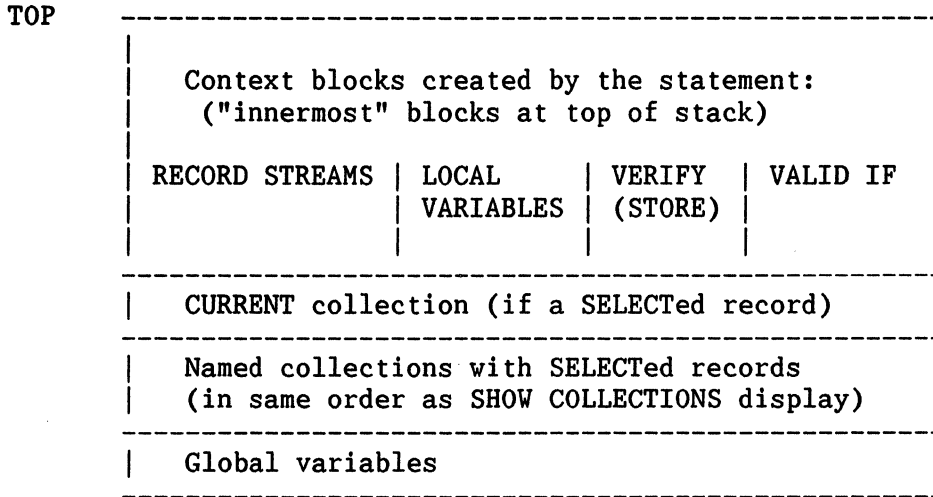 TOP
Context blocks created by the statement:
("innermost" blocks at top of stack)
RECORD STREAMS | LOCAL | VERIFY | VALID IF
| VARIABLES | (STORE) |
CURRENT collection (if a SELECTed record)
Named collections with SELECTed records
(in same order as SHOW COLLECTIONS display)
Global variables